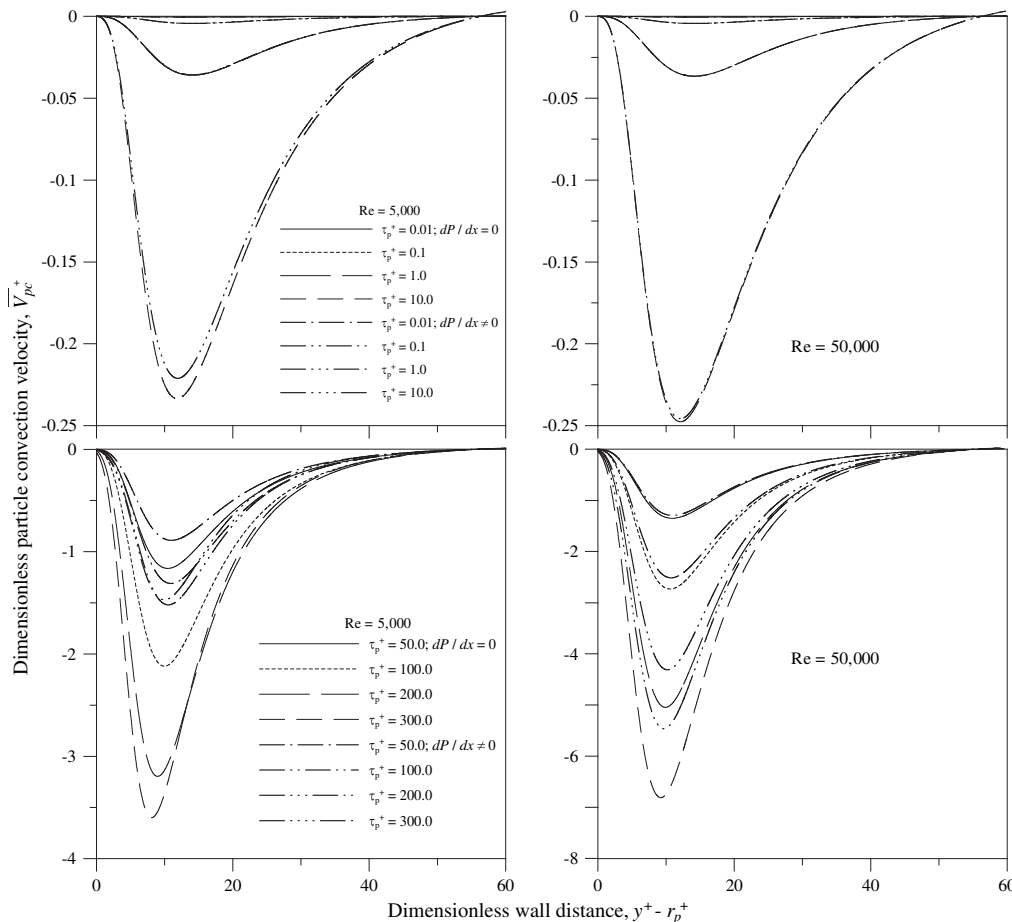 0
-0.05
-0.1
-0.15
-0.2
-0.25
Re = 5,000
τp+ = 0.01; dP / dx = 0
τp+ = 0.1
τp+ = 1.0
τp+ = 10.0
τp+ = 0.01; dP / dx ≠ 0
τp+ = 0.1
τp+ = 1.0
τp+ = 10.0
0
-0.05
-0.1
-0.15
-0.2
-0.25
Re = 50,000
Dimensionless particle convection velocity, V̅pc+
0
-1
-2
-3
-4
Re = 5,000
τp+ = 50.0; dP / dx = 0
τp+ = 100.0
τp+ = 200.0
τp+ = 300.0
τp+ = 50.0; dP / dx ≠ 0
τp+ = 100.0
τp+ = 200.0
τp+ = 300.0
0 20 40 60
0
-2
-4
-6
-8
Re = 50,000
0 20 40 60
Dimensionless wall distance, y+ - rp+